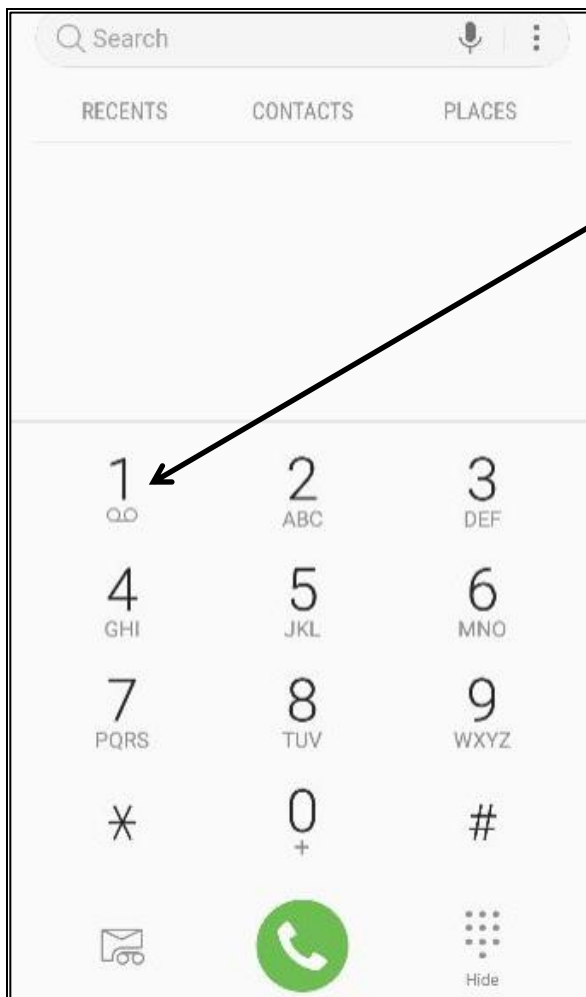 Search
RECENTS CONTACTS PLACES
1 2 3
ABC DEF
4 5 6
GHI JKL MNO
7 8 9
PQRS TUV WXYZ
* 0 #
+
Hide